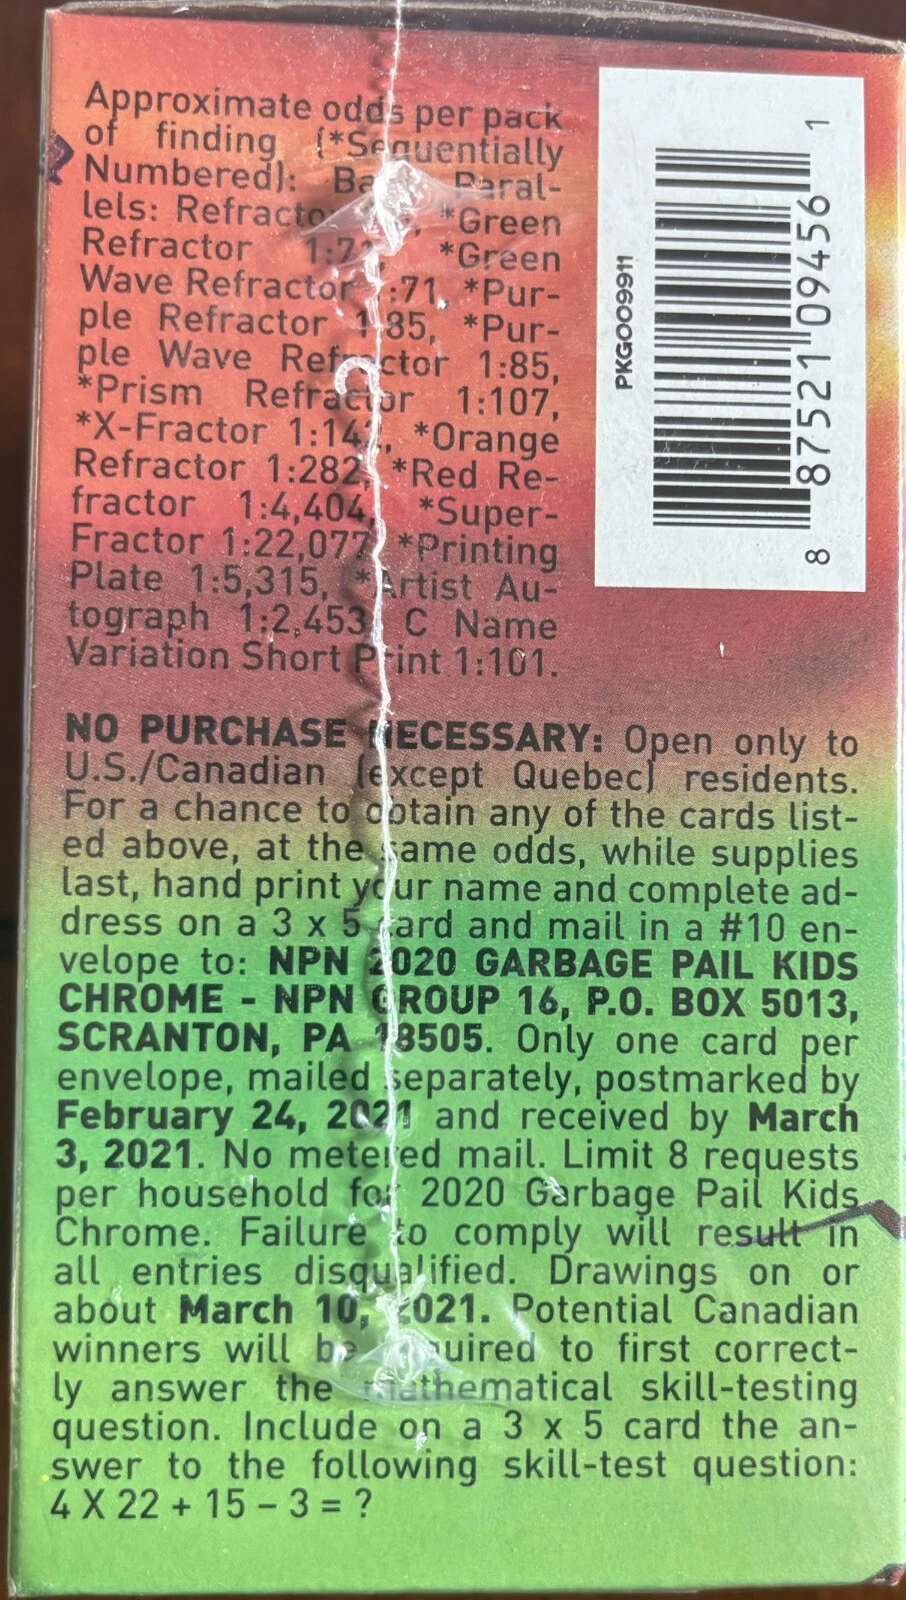 Approximate odds per pack
of finding (*Sequentially
Numbered): Paral-
lels: *Green
Refractor *Green
Wave Refractor :71, *Pur-
ple Refractor 1:85, *Pur-
ple Wave Refractor 1:85,
*Prism Refractor 1:107,
*X-Fractor *Orange
Refractor 1:282, *Red Re-
fractor 1:4,404, *Super-
Fractor 1:22,077, *Printing
Plate 1:5,315, *Artist Au-
tograph 1:2,453, C Name
Variation Short Print 1:101.
PKGO09911
8 87521 09456 1
NO PURCHASE NECESSARY: Open only to
U.S./Canadian (except Quebec) residents.
For a chance to obtain any of the cards list-
ed above, at the same odds, while supplies
last, hand print your name and complete ad-
dress on a 3 x 5 card and mail in a #10 en-
velope to: NPN 2020 GARBAGE PAIL KIDS
CHROME - NPN GROUP 16, P.O. BOX 5013,
SCRANTON, PA 18505. Only one card per
envelope, mailed separately, postmarked by
February 24, 2021 and received by March
3, 2021. No metered mail. Limit 8 requests
per household for 2020 Garbage Pail Kids
Chrome. Failure to comply will result in
all entries disqualified. Drawings on or
about March 10, 2021. Potential Canadian
winners will be required to first correct-
ly answer the mathematical skill-testing
question. Include on a 3 x 5 card the an-
swer to the following skill-test question:
4 X 22 + 15 – 3 = ?